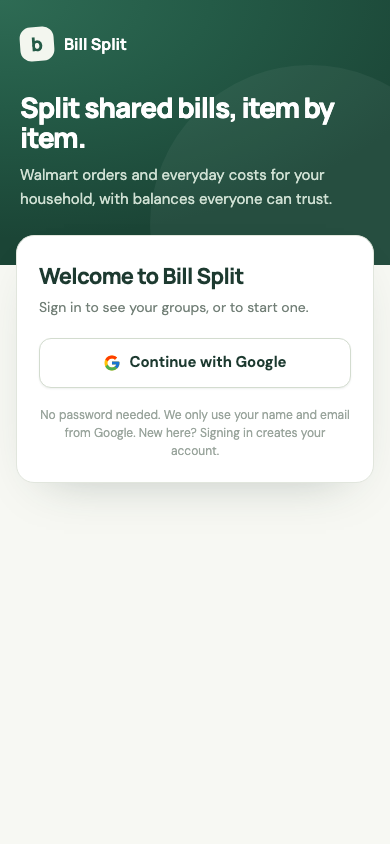 b
Bill Split
Split shared bills, item by
item.
Walmart orders and everyday costs for your
household, with balances everyone can trust.
Welcome to Bill Split
Sign in to see your groups, or to start one.
Continue with Google
No password needed. We only use your name and email
from Google. New here? Signing in creates your
account.